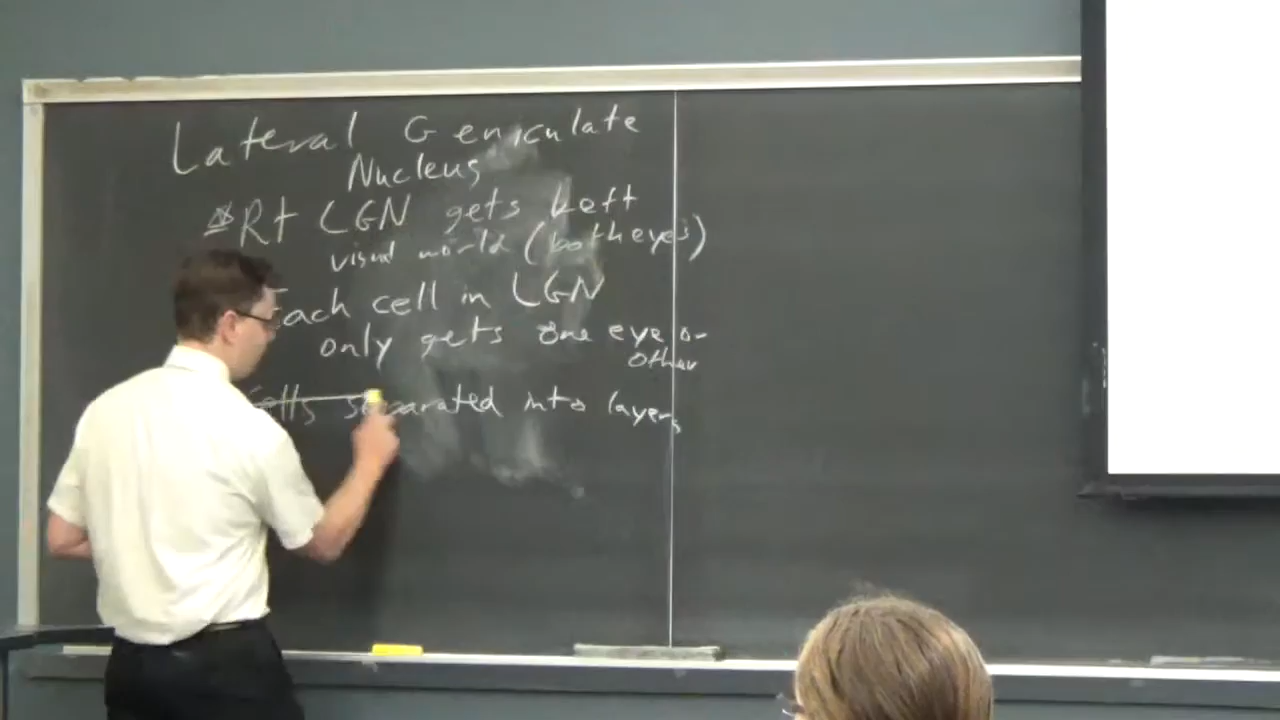 Lateral Geniculate
Nucleus
Rt LGN gets Left
visual world (both eyes)
Each cell in LGN
only gets one eye or
other
Cells separated into layers